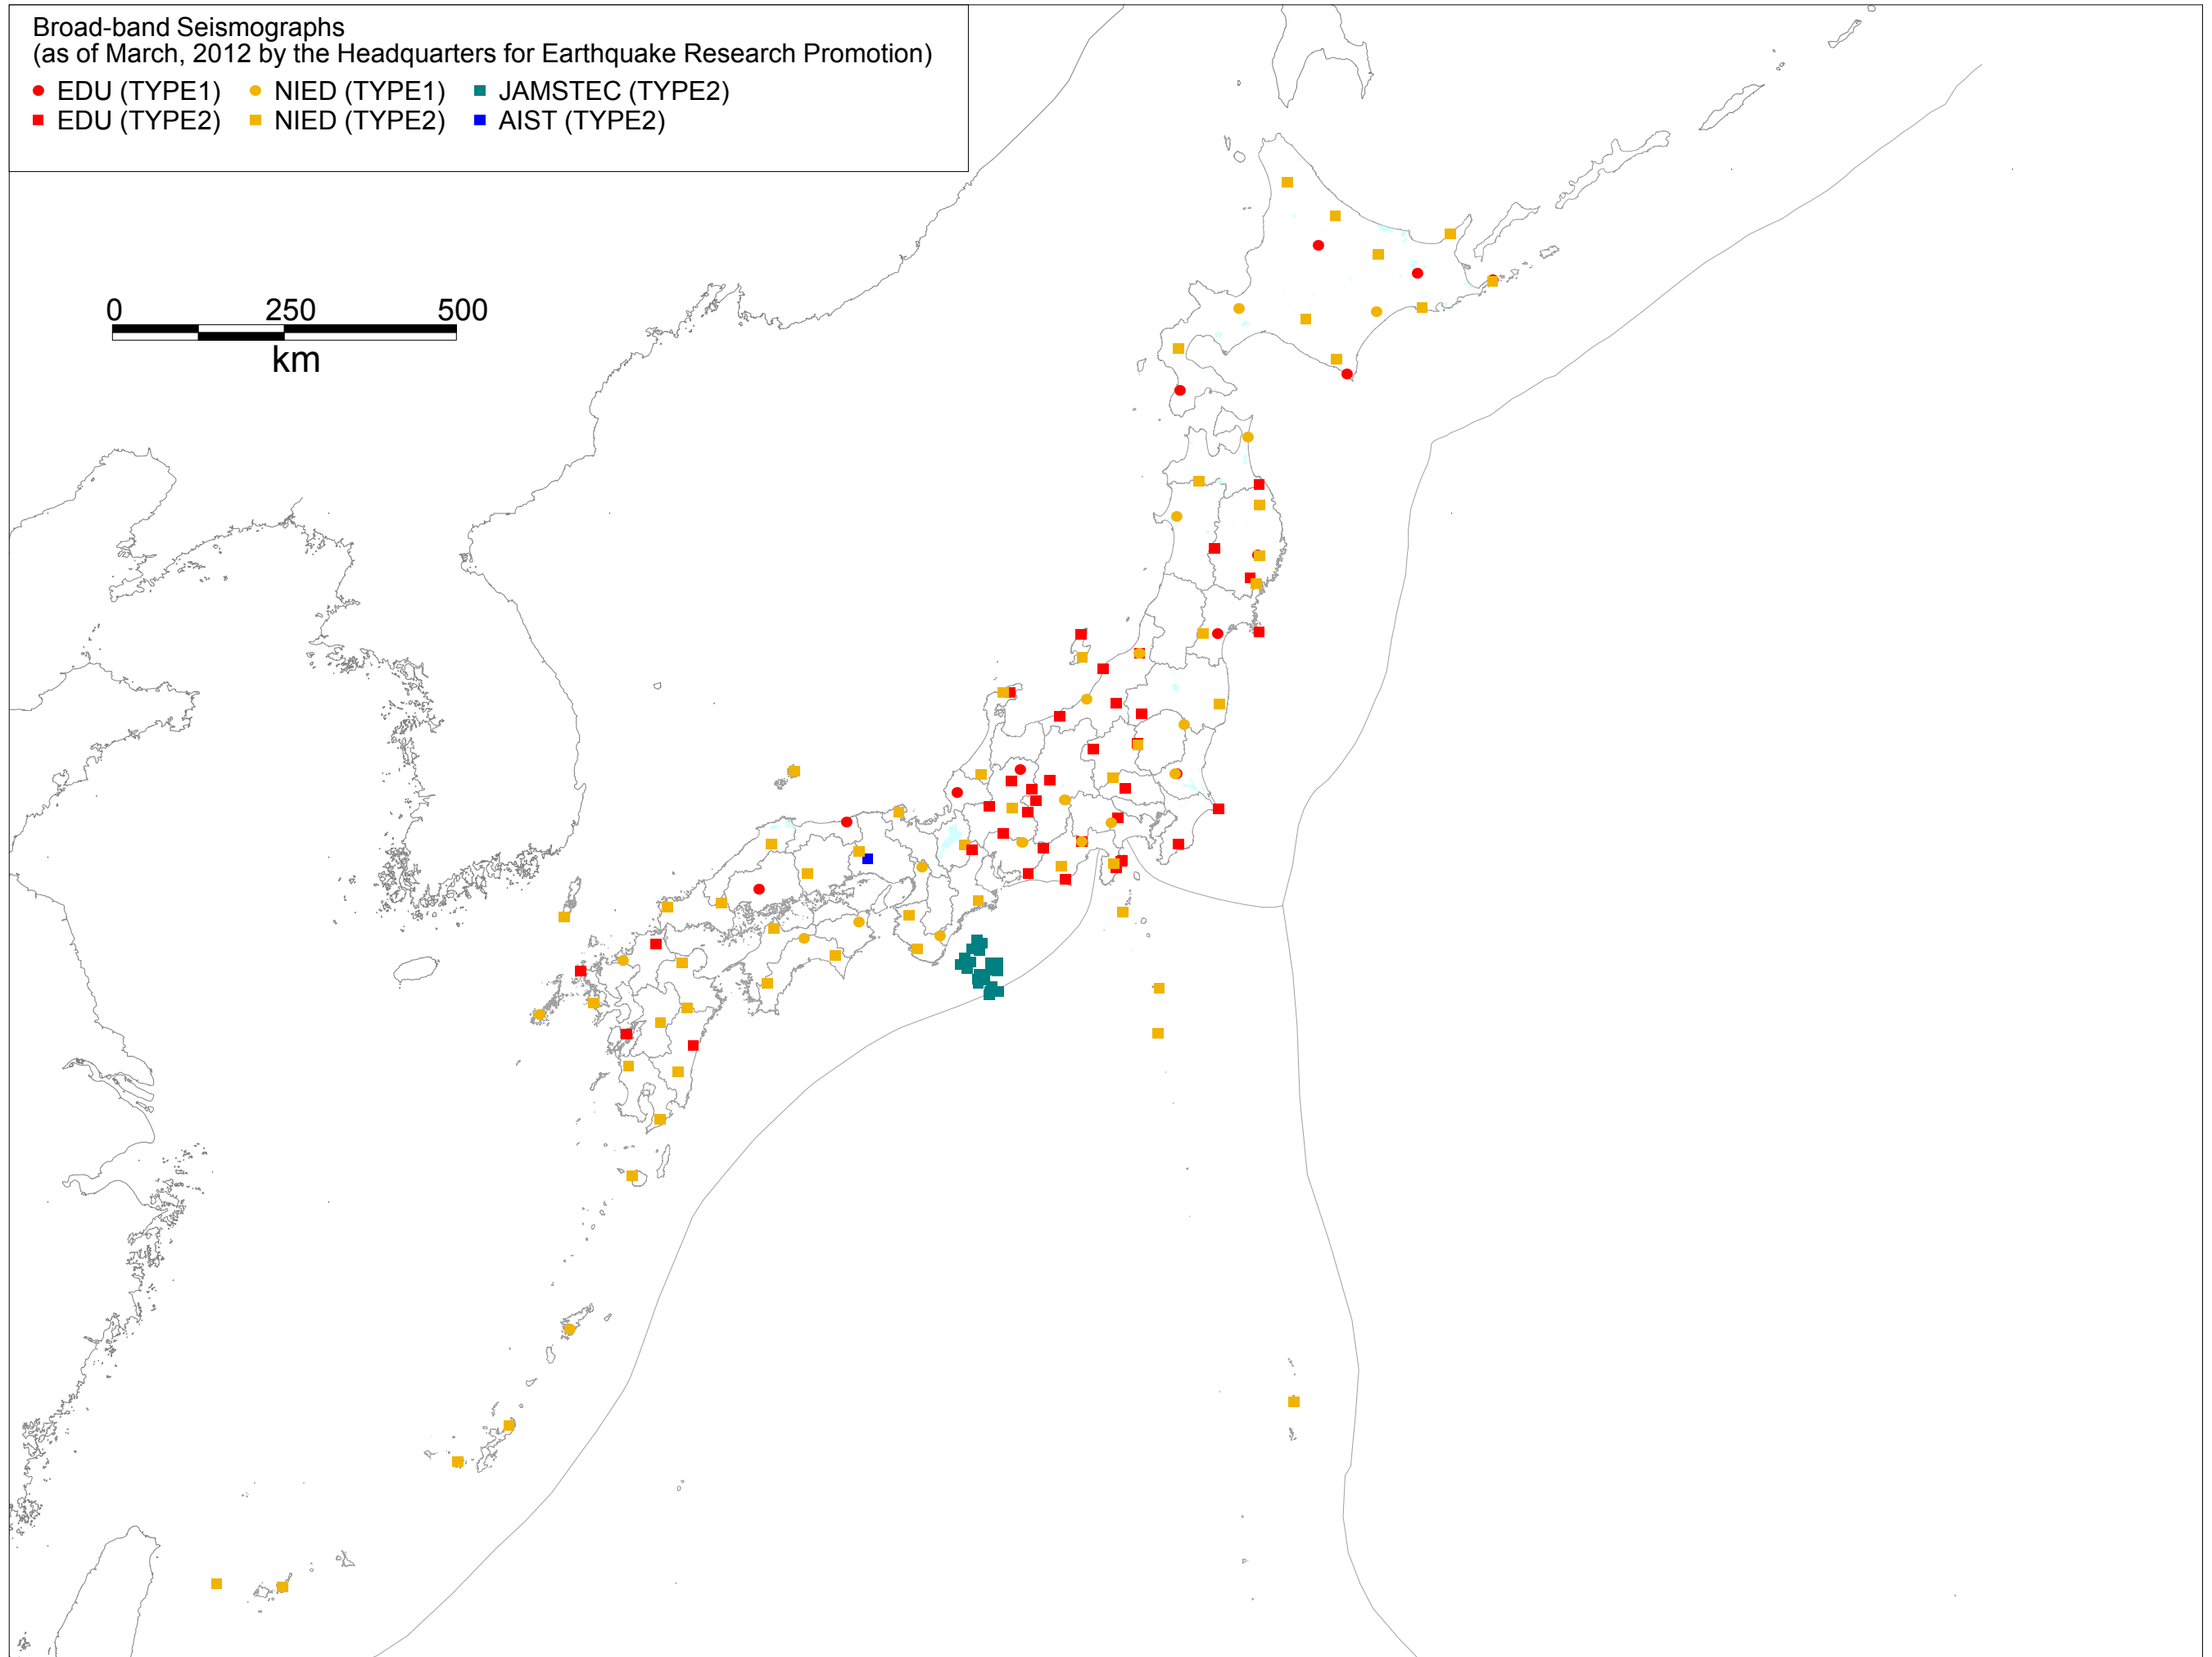 Broad-band Seismographs
(as of March, 2012 by the Headquarters for Earthquake Research Promotion)
EDU (TYPE1) NIED (TYPE1) JAMSTEC (TYPE2)
EDU (TYPE2) NIED (TYPE2) AIST (TYPE2)
0 250 500
km